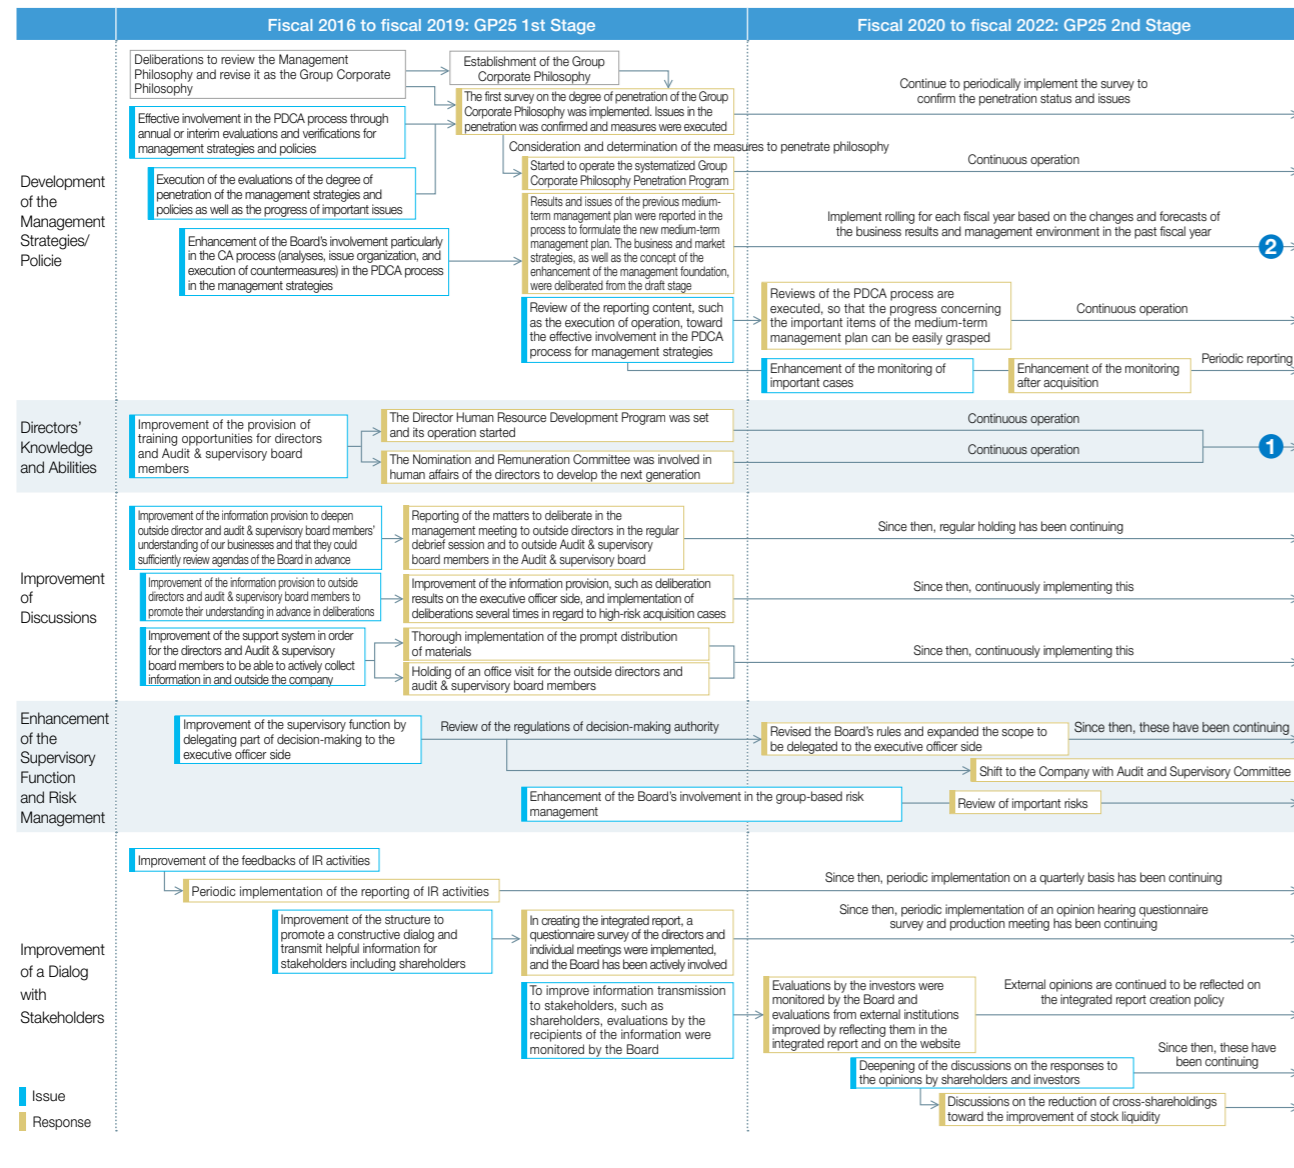 Fiscal 2016 to fiscal 2019: GP25 1st Stage
Fiscal 2020 to fiscal 2022: GP25 2nd Stage
Development
of the
Management
Strategies/
Policie
Deliberations to review the Management
Philosophy and revise it as the Group Corporate
Philosophy
Establishment of the Group
Corporate Philosophy
The first survey on the degree of penetration of the Group
Corporate Philosophy was implemented. Issues in the
penetration was confirmed and measures were executed
Continue to periodically implement the survey to
confirm the penetration status and issues
Effective involvement in the PDCA process through
annual or interim evaluations and verifications for
management strategies and policies
Consideration and determination of the measures to penetrate philosophy
Started to operate the systematized Group
Corporate Philosophy Penetration Program
Continuous operation
Execution of the evaluations of the degree of
penetration of the management strategies and
policies as well as the progress of important issues
Results and issues of the previous medium-
term management plan were reported in the
process to formulate the new medium-term
management plan. The business and market
strategies, as well as the concept of the
enhancement of the management foundation,
were deliberated from the draft stage
Implement rolling for each fiscal year based on the changes and forecasts of
the business results and management environment in the past fiscal year
2
Enhancement of the Board's involvement particularly
in the CA process (analyses, issue organization, and
execution of countermeasures) in the PDCA process
in the management strategies
Review of the reporting content, such
as the execution of operation, toward
the effective involvement in the PDCA
process for management strategies
Reviews of the PDCA process are
executed, so that the progress concerning
the important items of the medium-term
management plan can be easily grasped
Continuous operation
Enhancement of the monitoring of
important cases
Enhancement of the monitoring
after acquisition
Periodic reporting
Directors'
Knowledge
and Abilities
Improvement of the provision of
training opportunities for directors
and Audit & supervisory board
members
The Director Human Resource Development Program was set
and its operation started
Continuous operation
The Nomination and Remuneration Committee was involved in
human affairs of the directors to develop the next generation
Continuous operation
1
Improvement
of
Discussions
Improvement of the information provision to deepen
outside director and audit & supervisory board members'
understanding of our businesses and that they could
sufficiently review agendas of the Board in advance
Reporting of the matters to deliberate in the
management meeting to outside directors in the regular
debrief session and to outside Audit & supervisory
board members in the Audit & supervisory board
Since then, regular holding has been continuing
Improvement of the information provision to outside
directors and audit & supervisory board members to
promote their understanding in advance in deliberations
Improvement of the information provision, such as deliberation
results on the executive officer side, and implementation of
deliberations several times in regard to high-risk acquisition cases
Since then, continuously implementing this
Improvement of the support system in order
for the directors and Audit & supervisory
board members to be able to actively collect
information in and outside the company
Thorough implementation of the prompt distribution
of materials
Holding of an office visit for the outside directors and
audit & supervisory board members
Since then, continuously implementing this
Enhancement
of the
Supervisory
Function
and Risk
Management
Improvement of the supervisory function by
delegating part of decision-making to the
executive officer side
Review of the regulations of decision-making authority
Revised the Board's rules and expanded the scope to
be delegated to the executive officer side
Since then, these have been continuing
Shift to the Company with Audit and Supervisory Committee
Enhancement of the Board's involvement in the group-based risk
management
Review of important risks
Improvement
of a Dialog
with
Stakeholders
Improvement of the feedbacks of IR activities
Periodic implementation of the reporting of IR activities
Since then, periodic implementation on a quarterly basis has been continuing
Improvement of the structure to
promote a constructive dialog and
transmit helpful information for
stakeholders including shareholders
In creating the integrated report, a
questionnaire survey of the directors and
individual meetings were implemented,
and the Board has been actively involved
Since then, periodic implementation of an opinion hearing questionnaire
survey and production meeting has been continuing
To improve information transmission
to stakeholders, such as
shareholders, evaluations by the
recipients of the information were
monitored by the Board
Evaluations by the investors were
monitored by the Board and
evaluations from external institutions
improved by reflecting them in the
integrated report and on the website
External opinions are continued to be reflected on
the integrated report creation policy
Deepening of the discussions on the responses to
the opinions by shareholders and investors
Since then, these have
been continuing
Discussions on the reduction of cross-shareholdings
toward the improvement of stock liquidity
Issue
Response